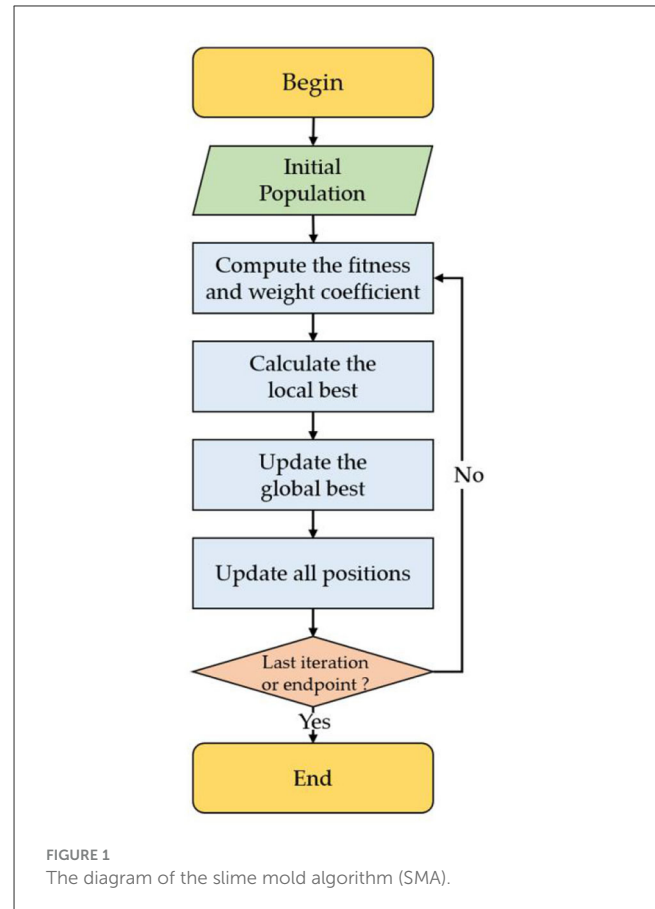 Begin
Initial
Population
Compute the fitness
and weight coefficient
Calculate the
local best
Update the
global best
No
Update all positions
Last iteration
or endpoint ?
Yes
End
FIGURE 1
The diagram of the slime mold algorithm (SMA).